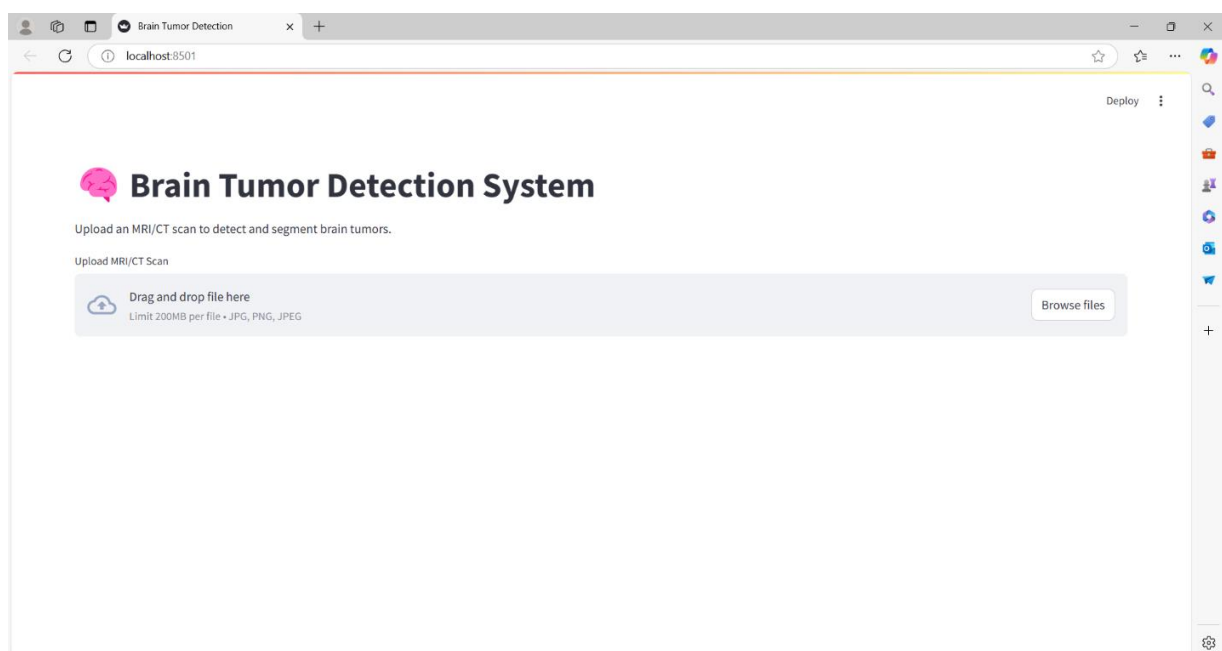 Brain Tumor Detection
localhost:8501
Deploy
Brain Tumor Detection System
Upload an MRI/CT scan to detect and segment brain tumors.
Upload MRI/CT Scan
Drag and drop file here
Limit 200MB per file • JPG, PNG, JPEG
Browse files